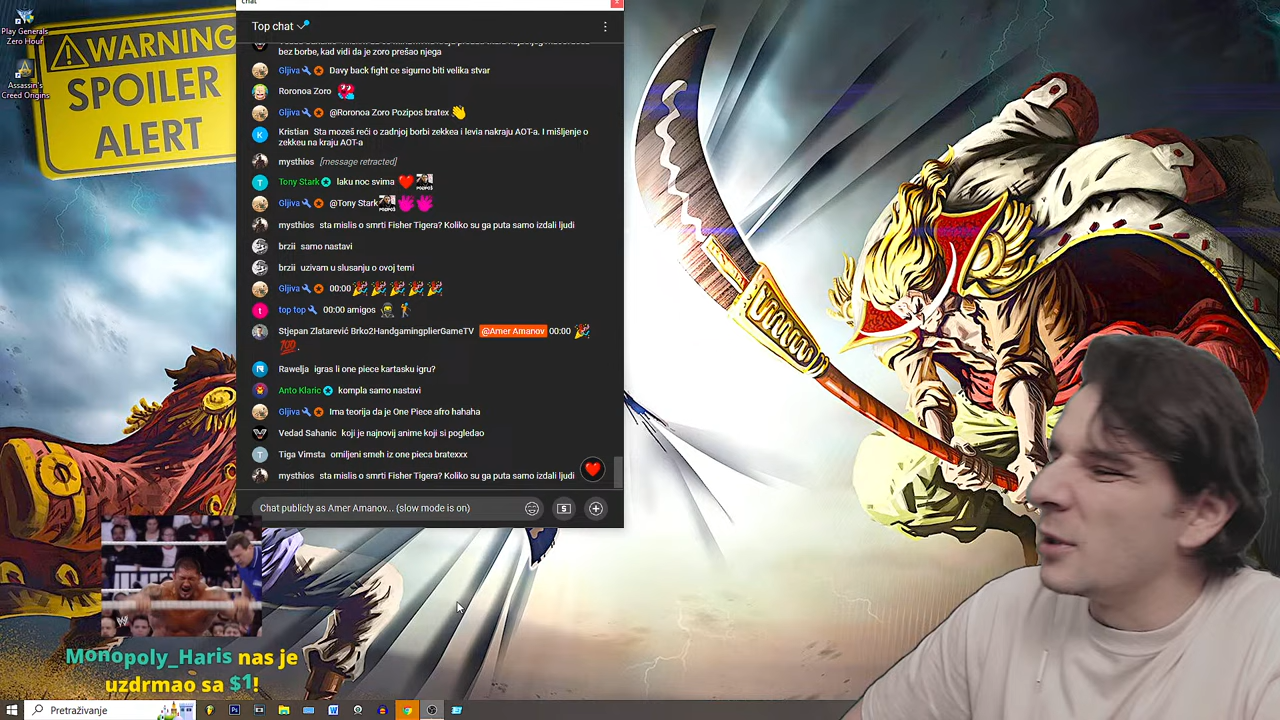 Play Generals
Zero Hour
Assassin's
Creed Origins
WARNING
SPOILER
ALERT
Chat
Top chat
bez borbe, kad vidi da je zoro prešao njega
Gljiva Davy back fight ce sigurno biti velika stvar
Roronoa Zoro
Gljiva @Roronoa Zoro Pozipos bratex
Kristian Sta mozeš reći o zadnjoj borbi zekkea i levia nakraju AOT-a. I mišljenje o
zekkeu na kraju AOT-a
mysthios [message retracted]
Tony Stark laku noc svima
Gljiva @Tony Stark
mysthios sta mislis o smrti Fisher Tigera? Koliko su ga puta samo izdali ljudi
brzii samo nastavi
brzii uzivam u slusanju o ovoj temi
Gljiva 00:00
top top 00:00 amigos
Stjepan Zlatarević Brko2HandgamingplierGameTV @Amer Amanov 00:00
.
Rawelja igras li one piece kartasku igru?
Anto Klaric kompla samo nastavi
Gljiva Ima teorija da je One Piece afro hahaha
Vedad Sahanic koji je najnovij anime koji si pogledao
Tiga Vimsta omiljeni smeh iz one pieca bratexxx
mysthios sta mislis o smrti Fisher Tigera? Koliko su ga puta samo izdali ljudi
Chat publicly as Amer Amanov... (slow mode is on)
Monopoly_Haris nas je
uzdrmao sa $1!
Pretraživanje